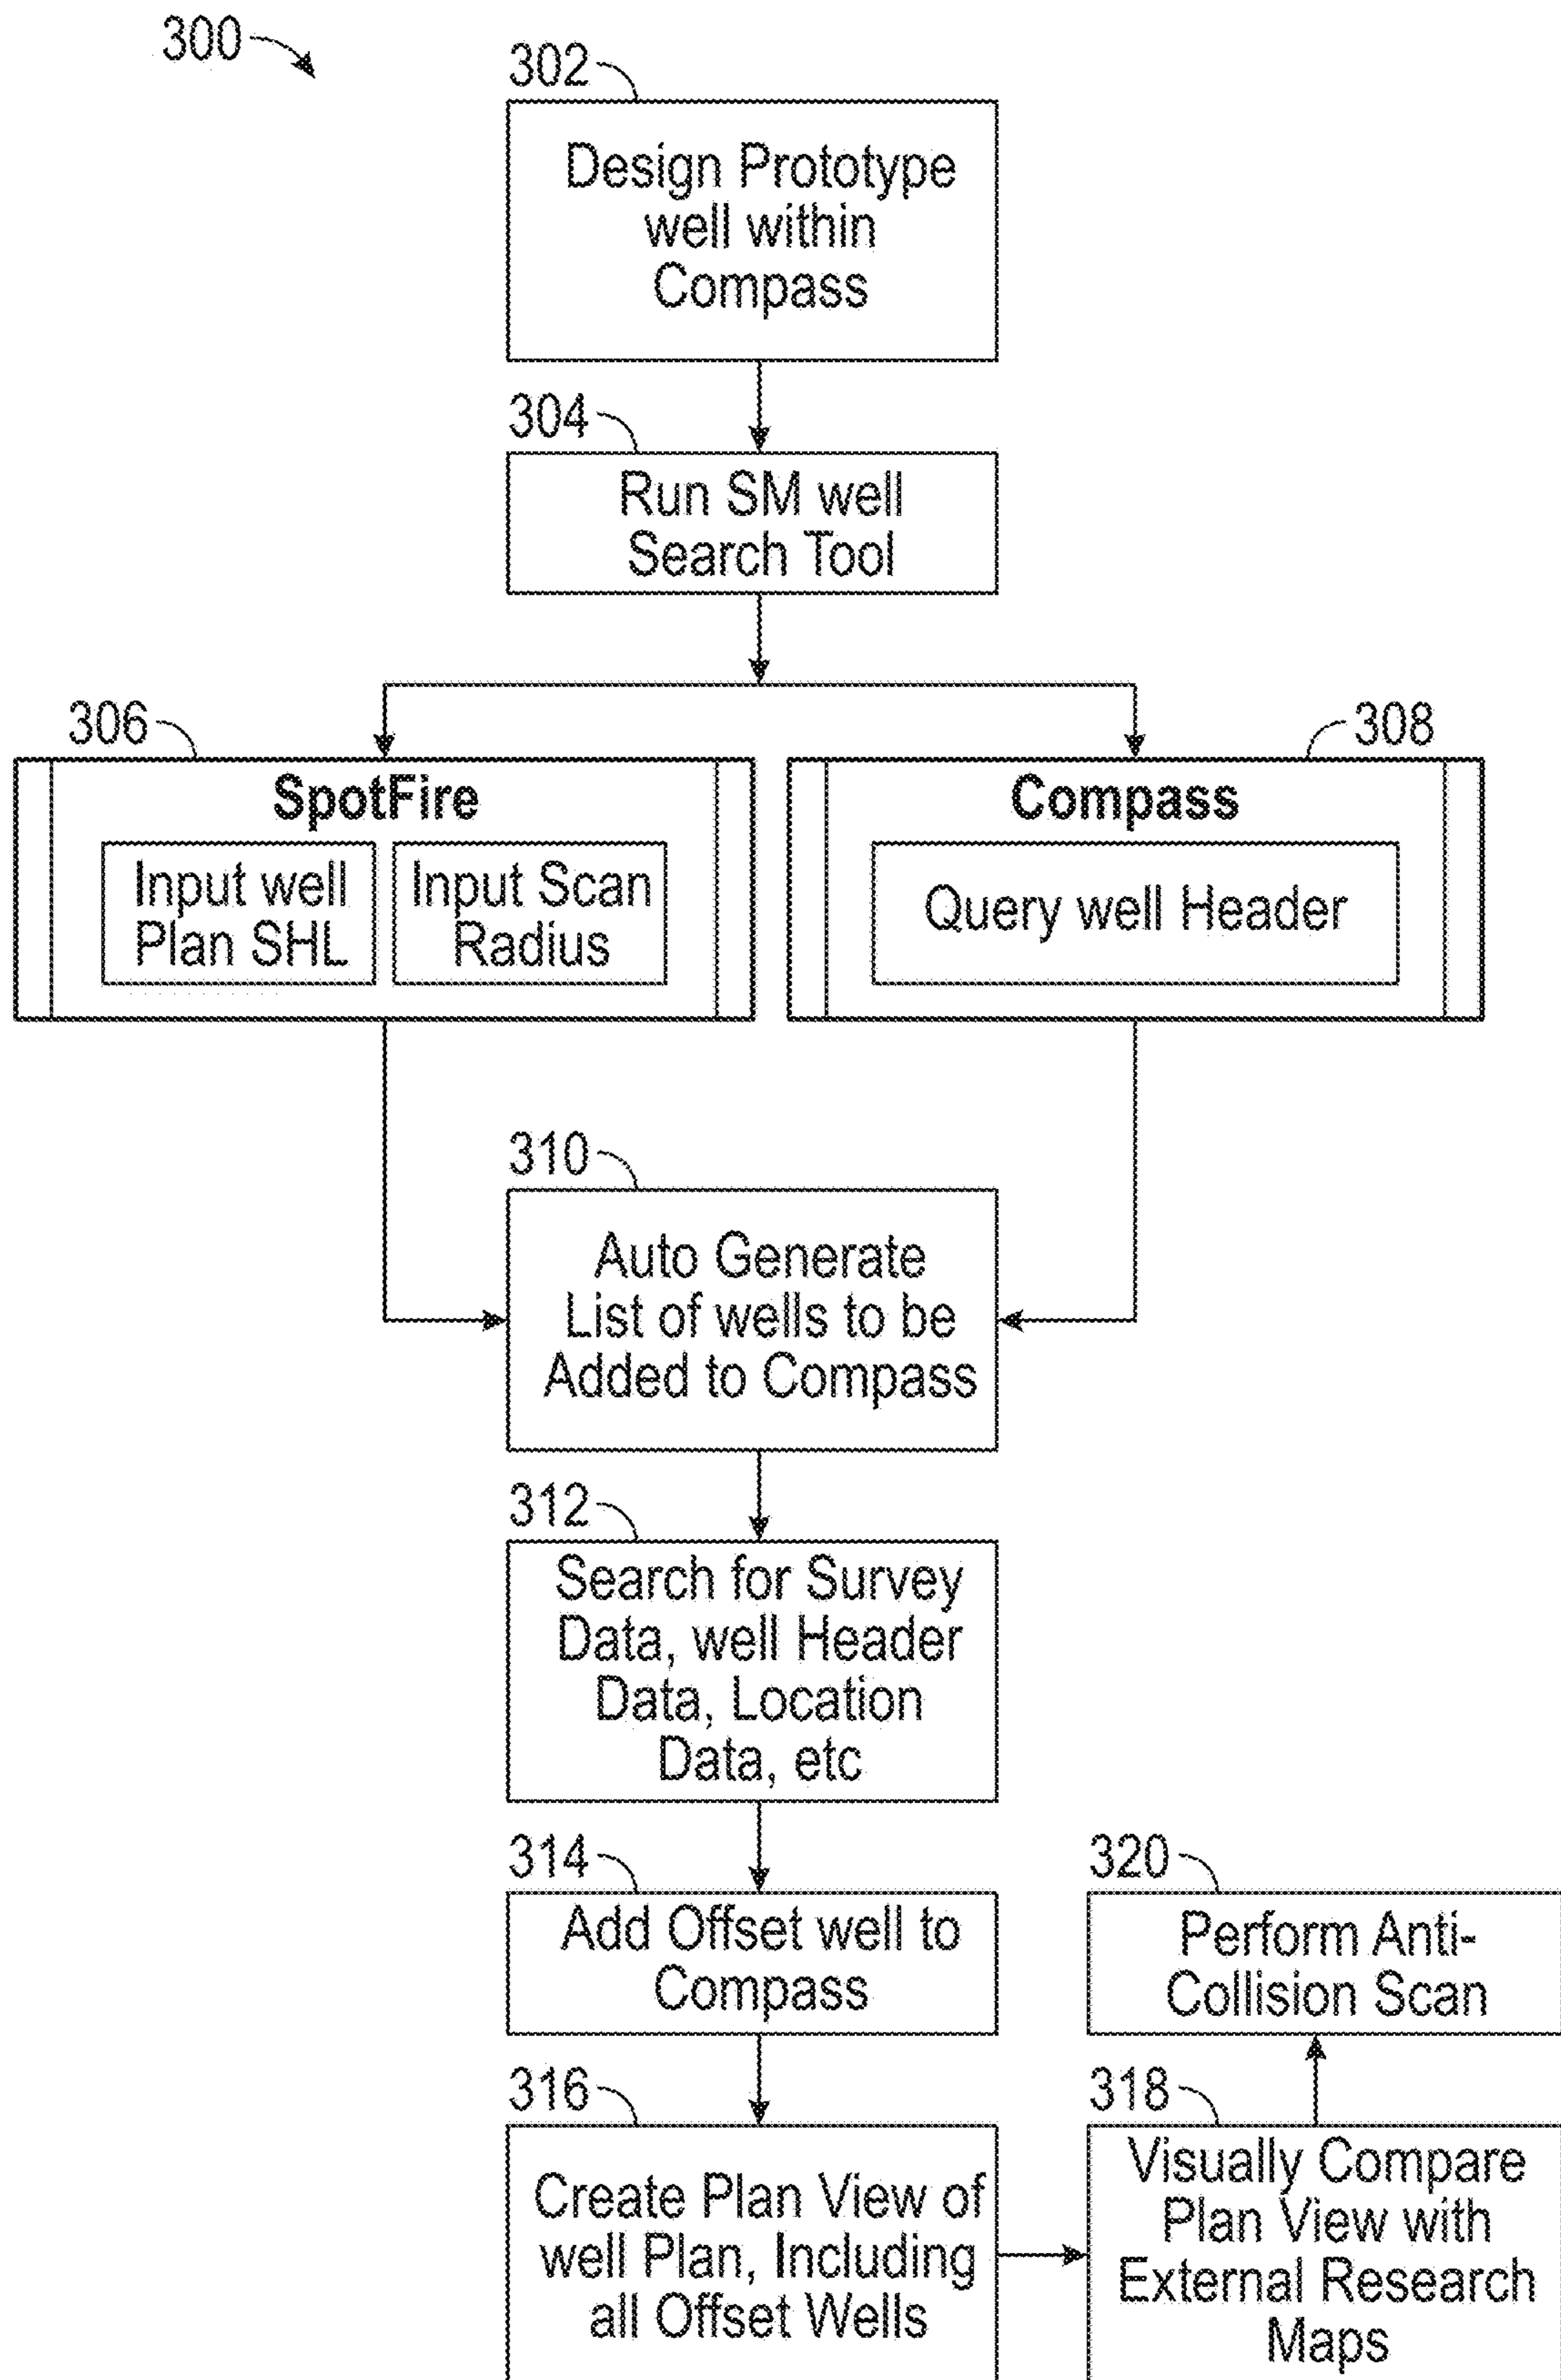 300
302
Design Prototype
well within
Compass
304
Run SM well
Search Tool
306
SpotFire
Input well
Plan SHL
Input Scan
Radius
308
Compass
Query well Header
310
Auto Generate
List of wells to be
Added to Compass
312
Search for Survey
Data, well Header
Data, Location
Data, etc
314
Add Offset well to
Compass
316
Create Plan View of
well Plan, Including
all Offset Wells
318
Visually Compare
Plan View with
External Research
Maps
320
Perform Anti-
Collision Scan